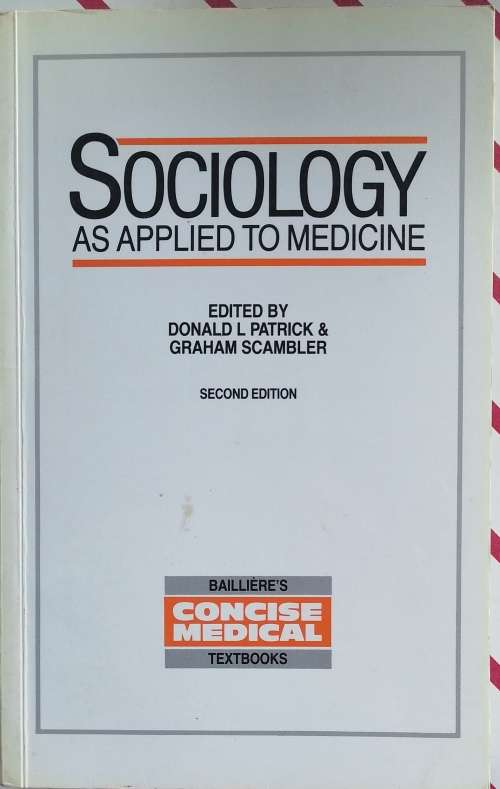 SOCIOLOGY
AS APPLIED TO MEDICINE
EDITED BY
DONALD L PATRICK &
GRAHAM SCAMBLER
SECOND EDITION
BAILLIÈRE'S
CONCISE
MEDICAL
TEXTBOOKS